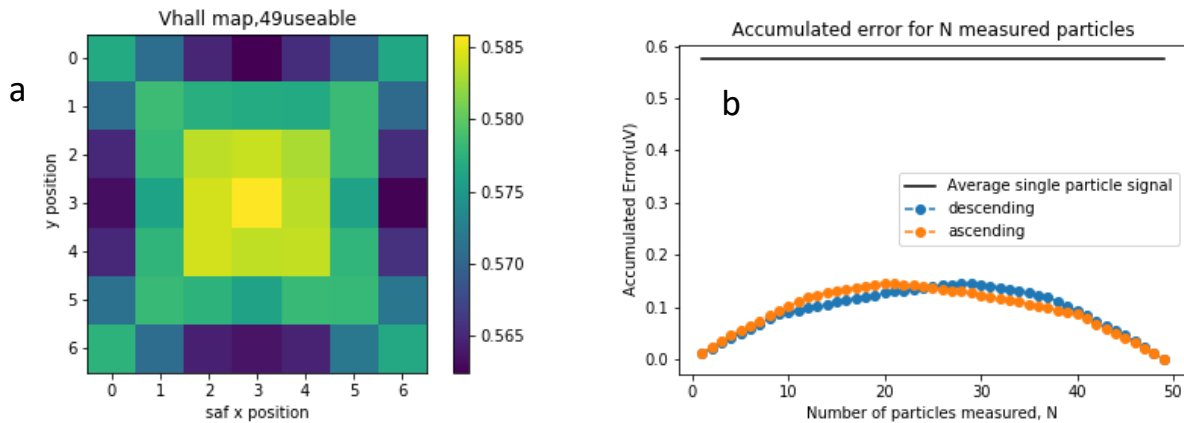 a
Vhall map,49useable
0
1
2
3
4
5
6
y position
0 1 2 3 4 5 6
saf x position
0.585
0.580
0.575
0.570
0.565
b
Accumulated error for N measured particles
0.6
0.5
0.4
0.3
0.2
0.1
0.0
Accumulated Error(uV)
Average single particle signal
descending
ascending
0 10 20 30 40 50
Number of particles measured, N